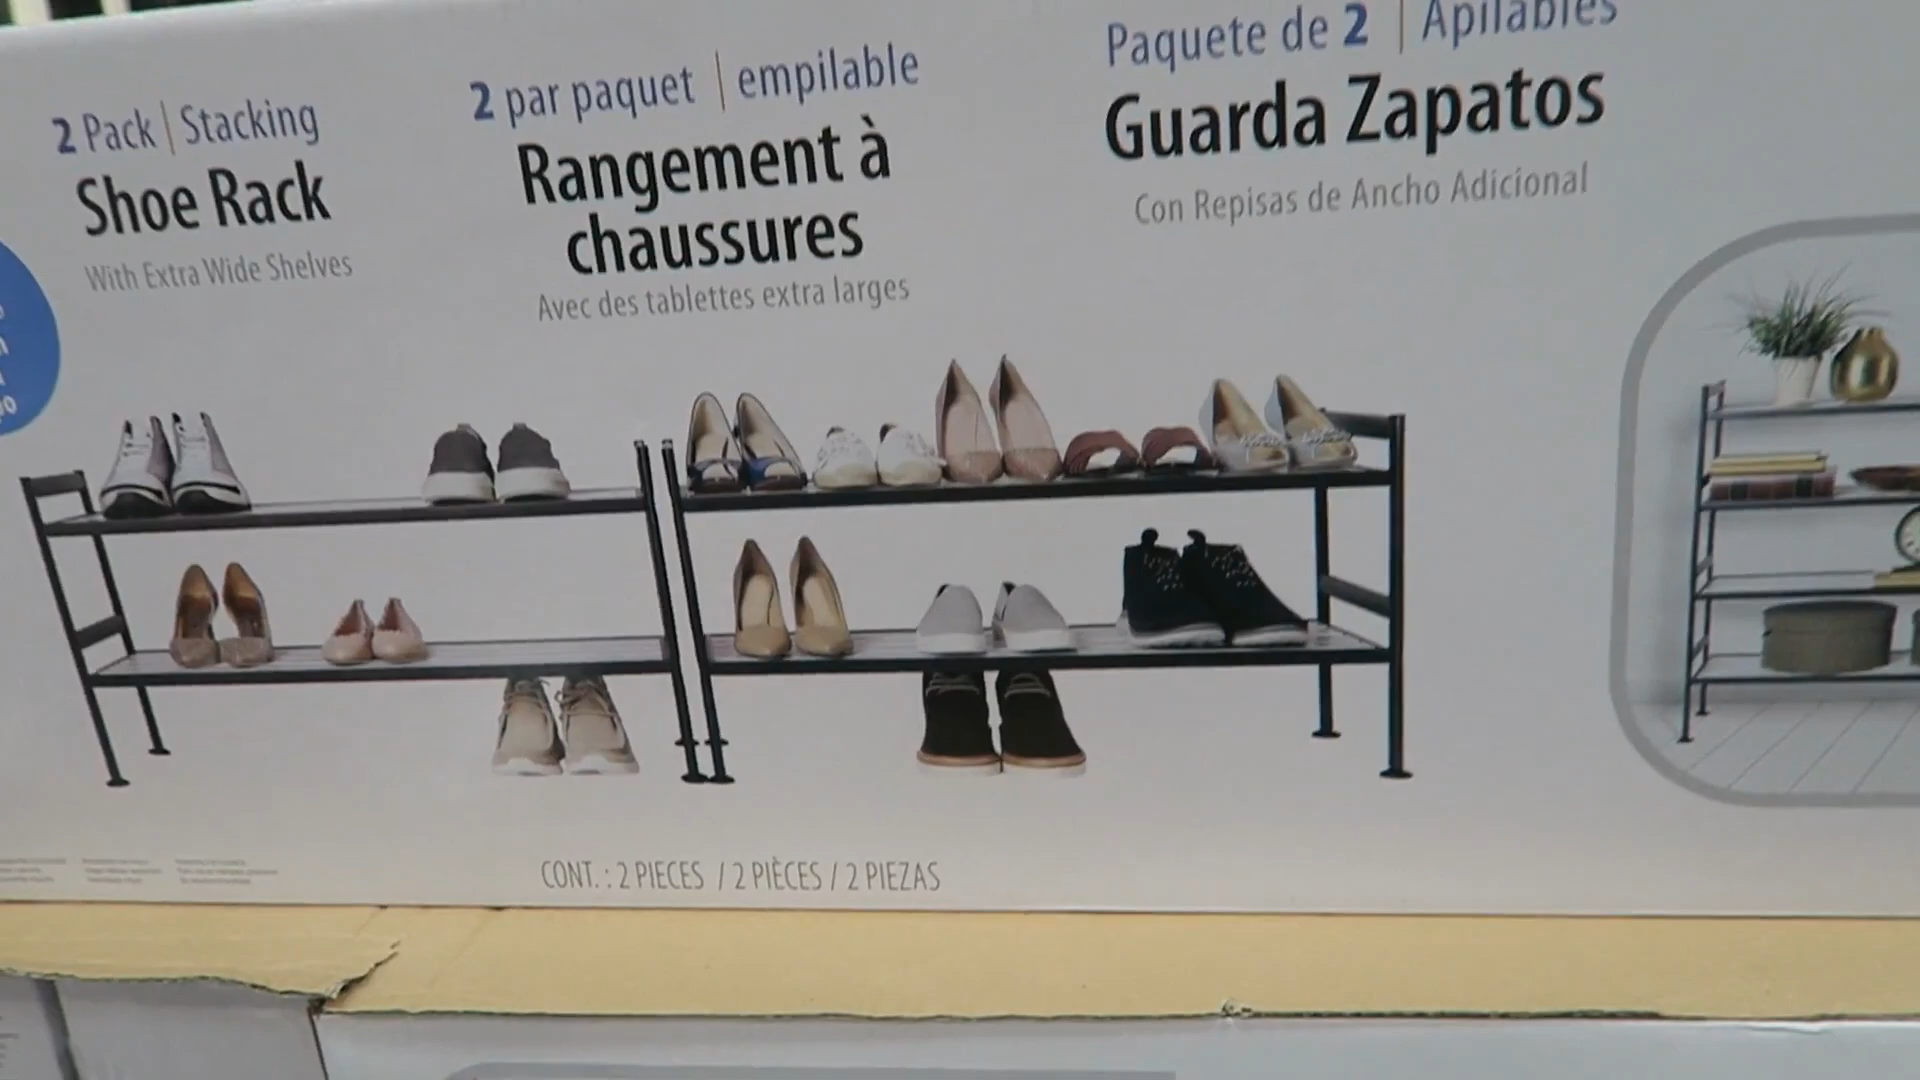 2 Pack | Stacking
Shoe Rack
With Extra Wide Shelves
2 par paquet | empilable
Rangement à
chaussures
Avec des tablettes extra larges
Paquete de 2 | Apilables
Guarda Zapatos
Con Repisas de Ancho Adicional
CONT. : 2 PIECES / 2 PIÈCES / 2 PIEZAS